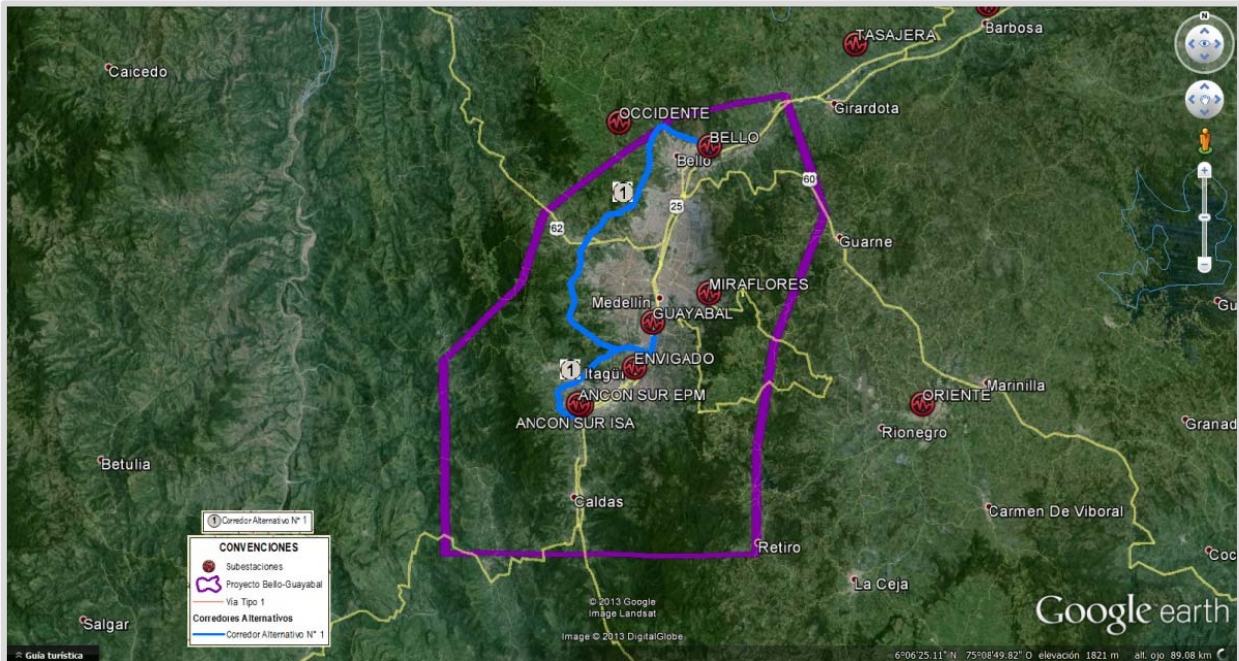 N
TASAJERA
Barbosa
Caicedo
OCCIDENTE
Girardota
BELLO
Bello
1
60
25
62
Guarne
MIRAFLORES
Medellín
GUAYABAL
Gu
ENVIGADO
1
Itagüí
ANCON SUR EPM
ORIENTE
Marinilla
ANCON SUR ISA
Rionegro
Granad
Betulia
Caldas
Carmen De Viboral
1 Corredor Alternativo N° 1
CONVENCIONES
Subestaciones
Proyecto Bello-Guayabal
Vía Tipo 1
Corredores Alternativos
Corredor Alternativo N° 1
Retiro
Coc
La Ceja
Salgar
© 2013 Google
Image Landsat
Image © 2013 DigitalGlobe
Google earth
Guía turística
6°06'25.11" N 75°08'49.82" O elevación 1821 m alt. ojo 89.08 km